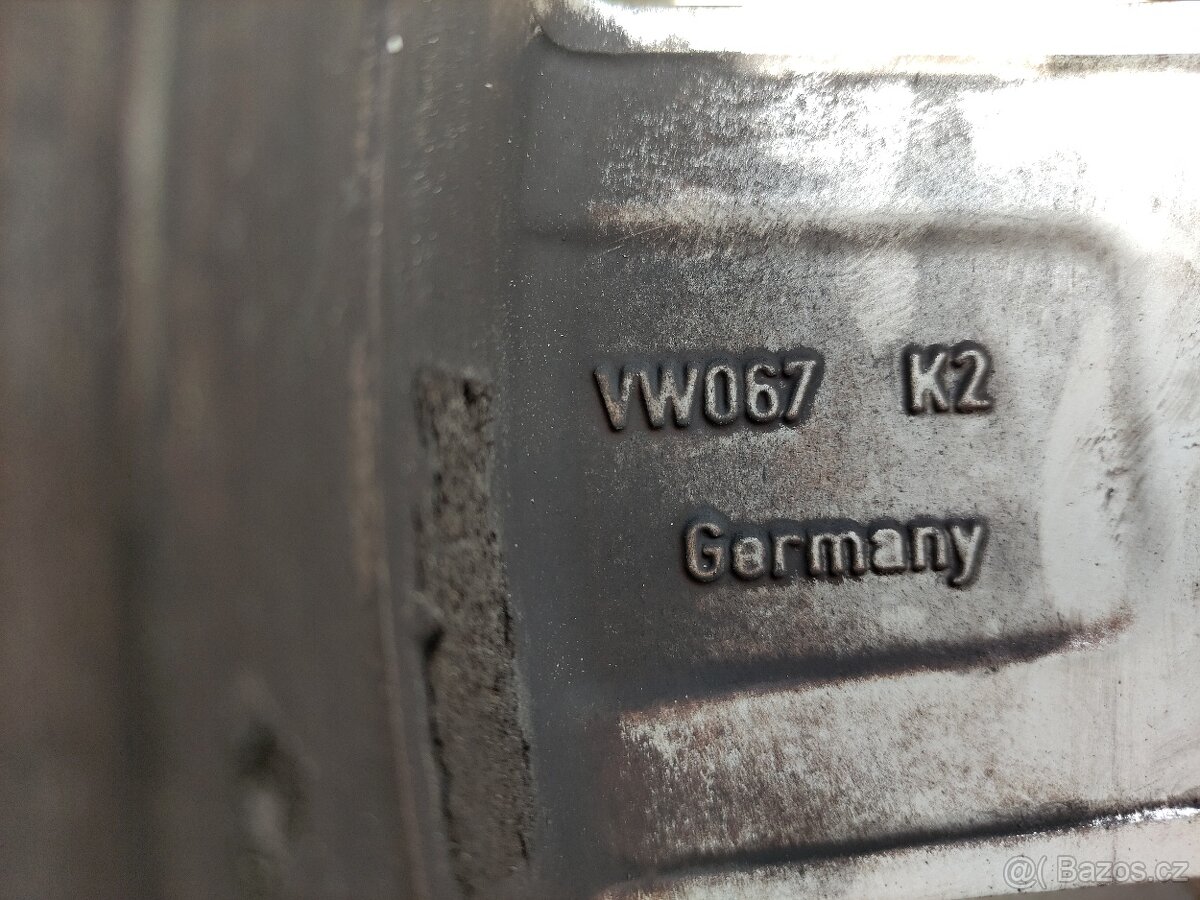 VW067 K2
Germany
@( Bazos.cz